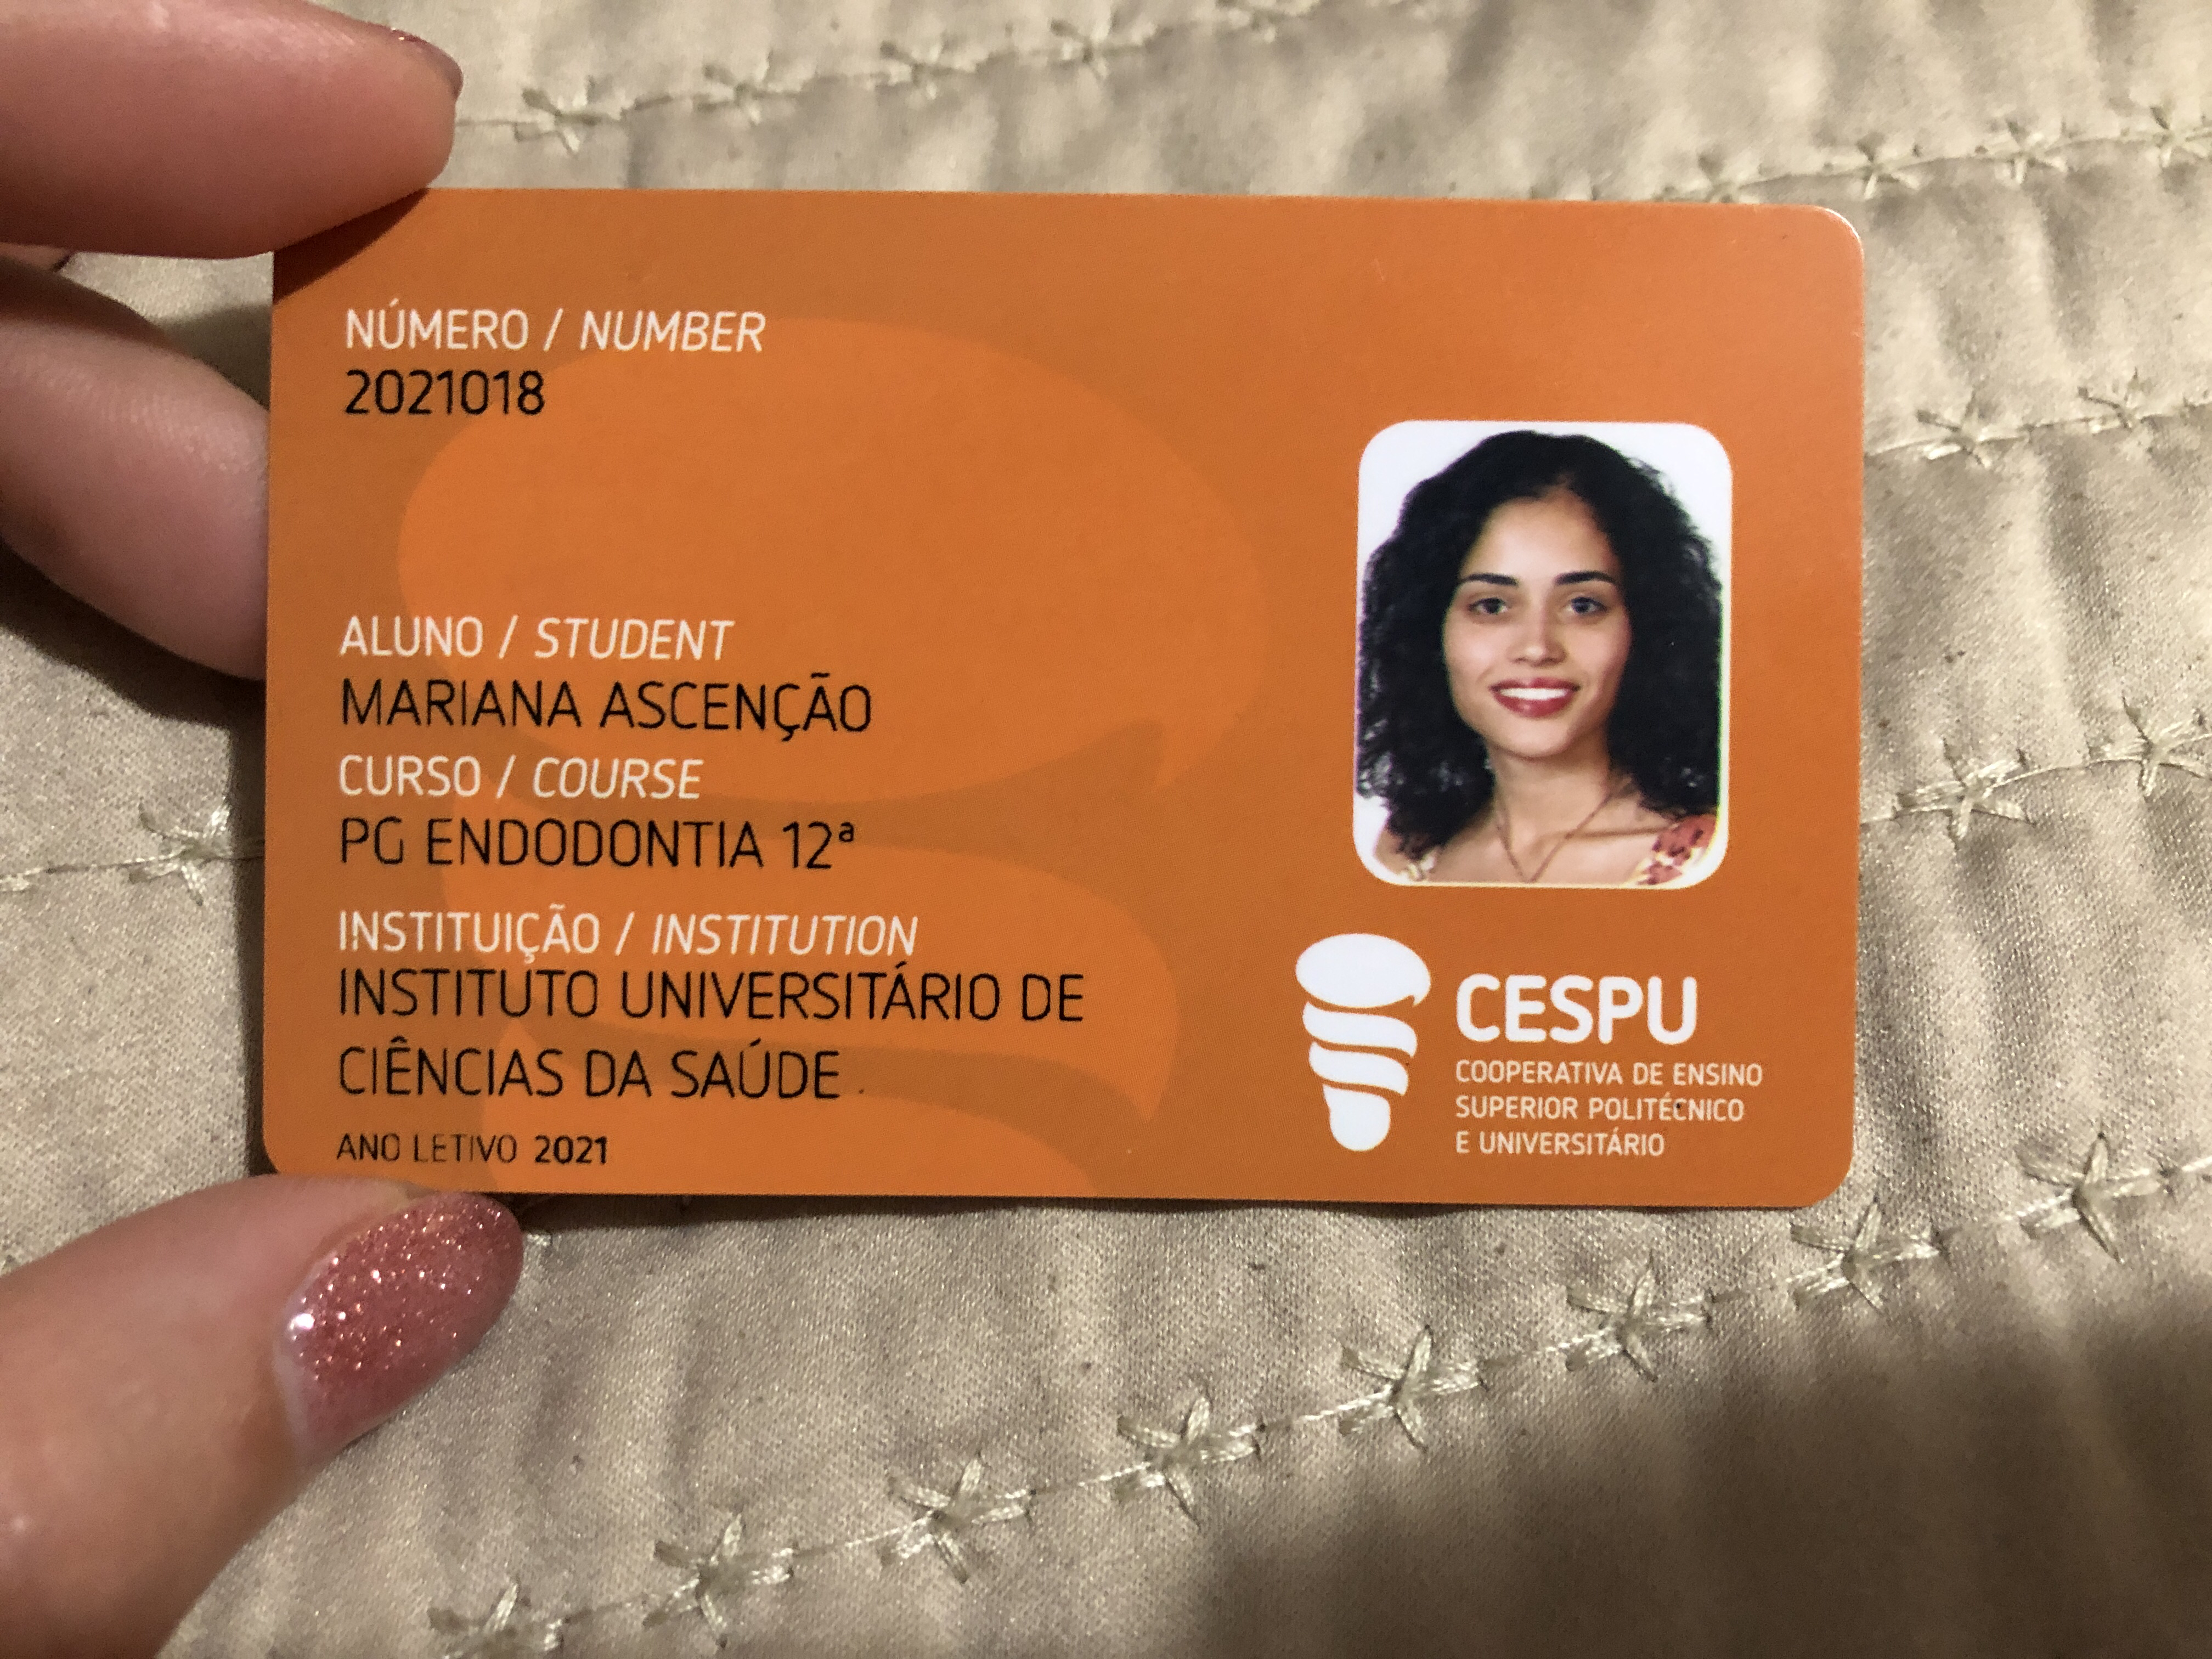 NÚMERO / NUMBER
2021018
ALUNO / STUDENT
MARIANA ASCENÇÃO
CURSO / COURSE
PG ENDODONTIA 12ª
INSTITUIÇÃO / INSTITUTION
INSTITUTO UNIVERSITÁRIO DE
CIÊNCIAS DA SAÚDE
ANO LETIVO 2021
CESPU
COOPERATIVA DE ENSINO
SUPERIOR POLITÉCNICO
E UNIVERSITÁRIO